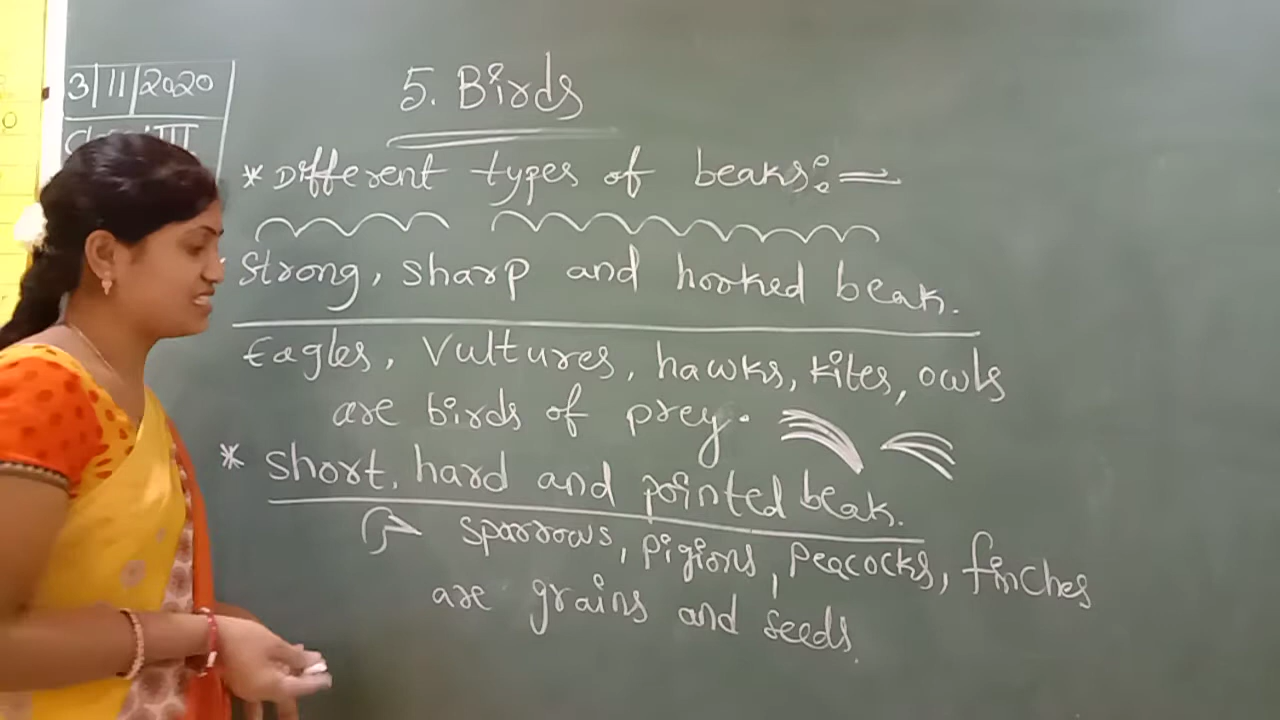 3|11|2020
III
5. Birds
* Different types of beaks:-
Strong, sharp and hooked beak.
Eagles, Vultures, hawks, kites, owls
are birds of prey.
* Short, hard and pointed beak.
sparrows, pigions, peacocks, finches
are grains and seeds.